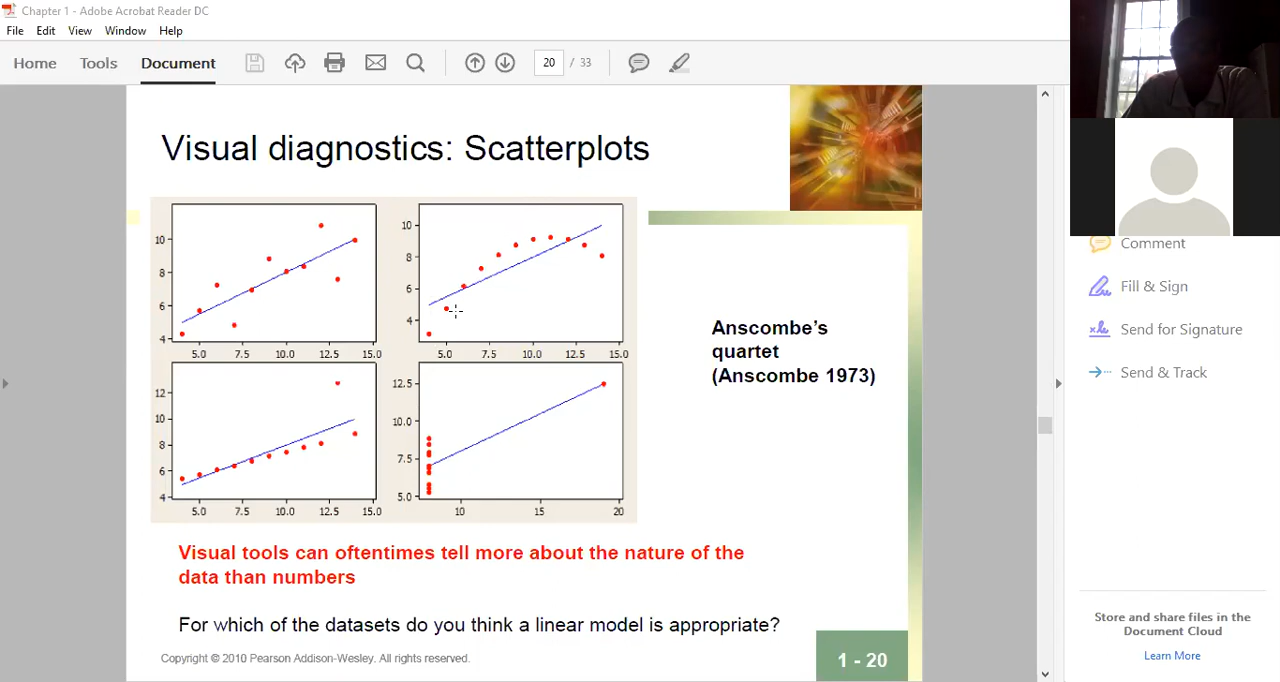 Chapter 1 - Adobe Acrobat Reader DC
File Edit View Window Help
Home Tools Document 20 / 33
Visual diagnostics: Scatterplots
10
8
6
4
5.0 7.5 10.0 12.5 15.0
10
8
6
4
5.0 7.5 10.0 12.5 15.0
12
10
8
6
4
5.0 7.5 10.0 12.5 15.0
12.5
10.0
7.5
5.0
10 15 20
Anscombe's
quartet
(Anscombe 1973)
Visual tools can oftentimes tell more about the nature of the
data than numbers
For which of the datasets do you think a linear model is appropriate?
Copyright © 2010 Pearson Addison-Wesley. All rights reserved.
1 - 20
Comment
Fill & Sign
Send for Signature
Send & Track
Store and share files in the
Document Cloud
Learn More